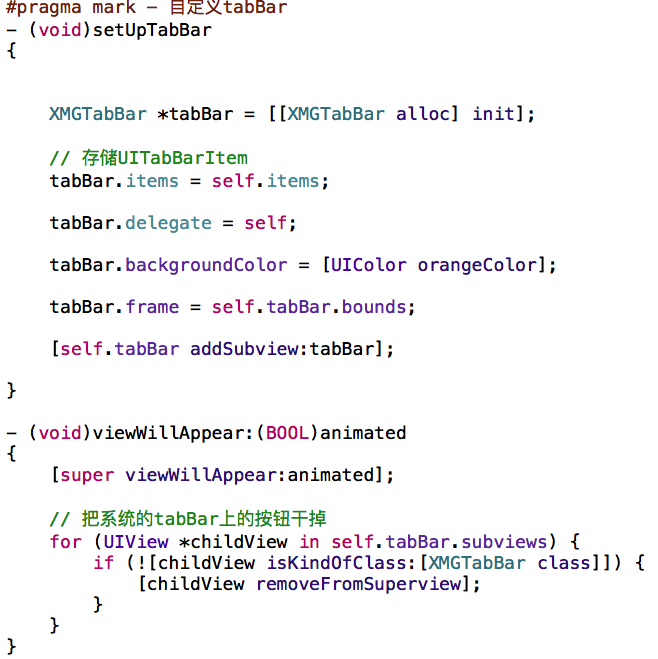 #pragma mark - 自定义tabBar
- (void)setUpTabBar
{
XMGTabBar *tabBar = [[XMGTabBar alloc] init];
// 存储UITabBarItem
tabBar.items = self.items;
tabBar.delegate = self;
tabBar.backgroundColor = [UIColor orangeColor];
tabBar.frame = self.tabBar.bounds;
[self.tabBar addSubview:tabBar];
}
- (void)viewWillAppear:(BOOL)animated
{
[super viewWillAppear:animated];
// 把系统的tabBar上的按钮干掉
for (UIView *childView in self.tabBar.subviews) {
if (![childView isKindOfClass:[XMGTabBar class]]) {
[childView removeFromSuperview];
}
}
}